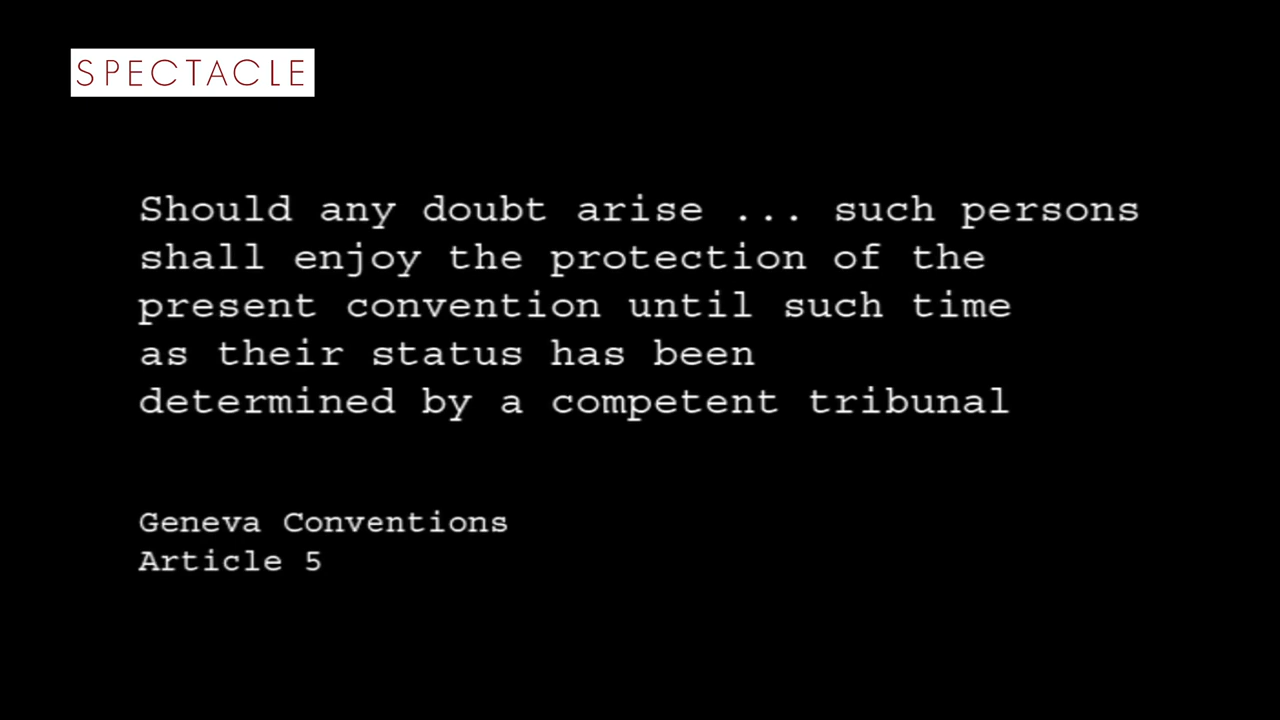 SPECTACLE
Should any doubt arise ... such persons
shall enjoy the protection of the
present convention until such time
as their status has been
determined by a competent tribunal
Geneva Conventions
Article 5